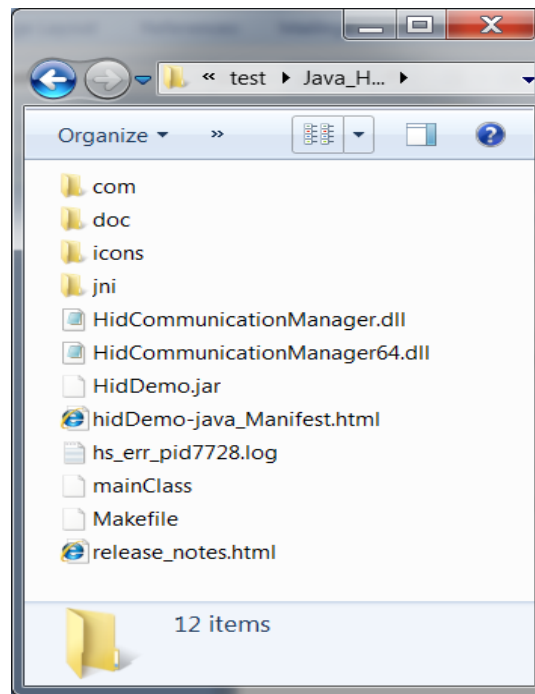 « test ▸ Java_H... ▸
Organize »
com
doc
icons
jni
HidCommunicationManager.dll
HidCommunicationManager64.dll
HidDemo.jar
hidDemo-java_Manifest.html
hs_err_pid7728.log
mainClass
Makefile
release_notes.html
12 items